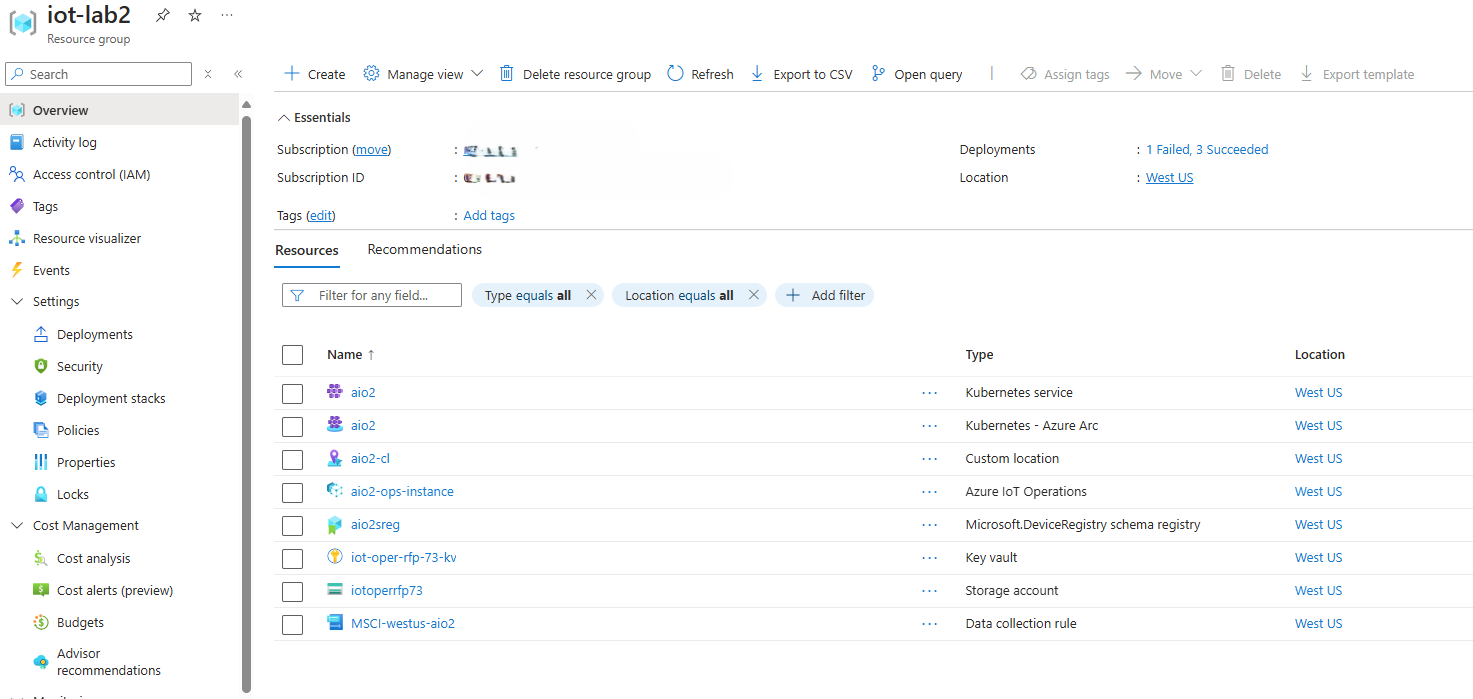 iot-lab2
Resource group
Search
Overview
Activity log
Access control (IAM)
Tags
Resource visualizer
Events
Settings
Deployments
Security
Deployment stacks
Policies
Properties
Locks
Cost Management
Cost analysis
Cost alerts (preview)
Budgets
Advisor
recommendations
Create Manage view Delete resource group Refresh Export to CSV Open query Assign tags Move Delete Export template
Essentials
Subscription (move) :
Subscription ID :
Tags (edit) : Add tags
Deployments : 1 Failed, 3 Succeeded
Location : West US
Resources Recommendations
Filter for any field... Type equals all Location equals all Add filter
Name ↑ Type Location
aio2 Kubernetes service West US
aio2 Kubernetes - Azure Arc West US
aio2-cl Custom location West US
aio2-ops-instance Azure IoT Operations West US
aio2sreg Microsoft.DeviceRegistry schema registry West US
iot-oper-rfp-73-kv Key vault West US
iotoperrfp73 Storage account West US
MSCI-westus-aio2 Data collection rule West US